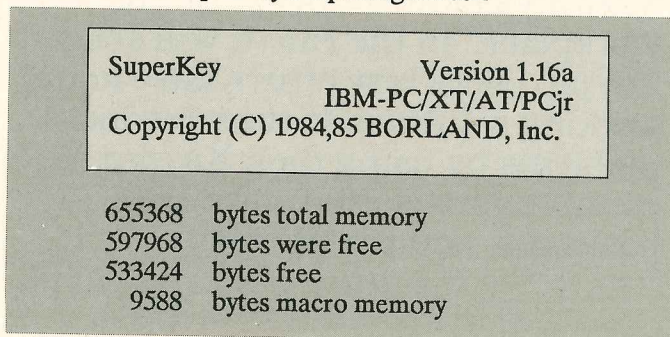 SuperKey Version 1.16a
IBM-PC/XT/AT/PCjr
Copyright (C) 1984,85 BORLAND, Inc.
655368 bytes total memory
597968 bytes were free
533424 bytes free
9588 bytes macro memory